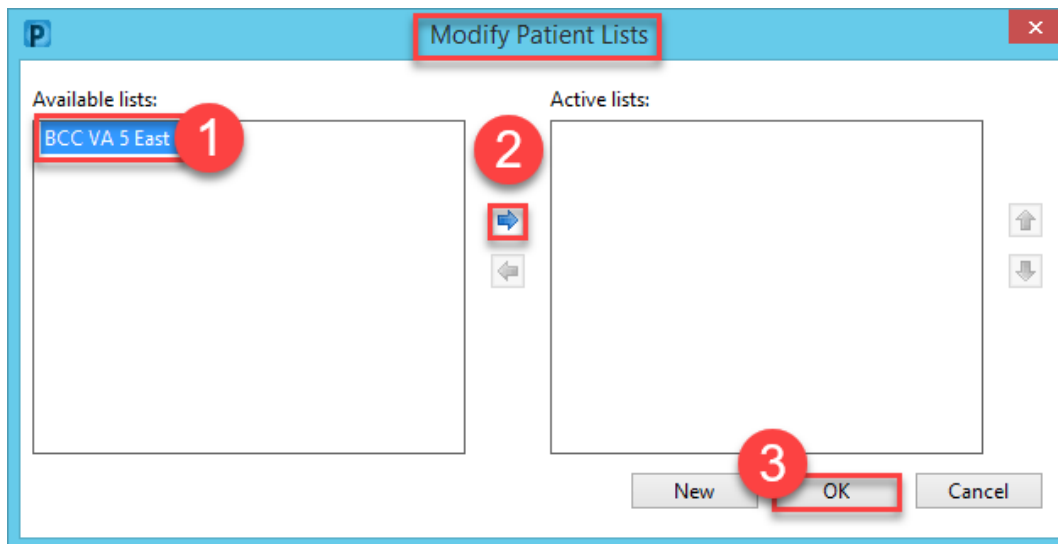 P
Modify Patient Lists
Available lists:
Active lists:
BCC VA 5 East
1
2
3
New
OK
Cancel